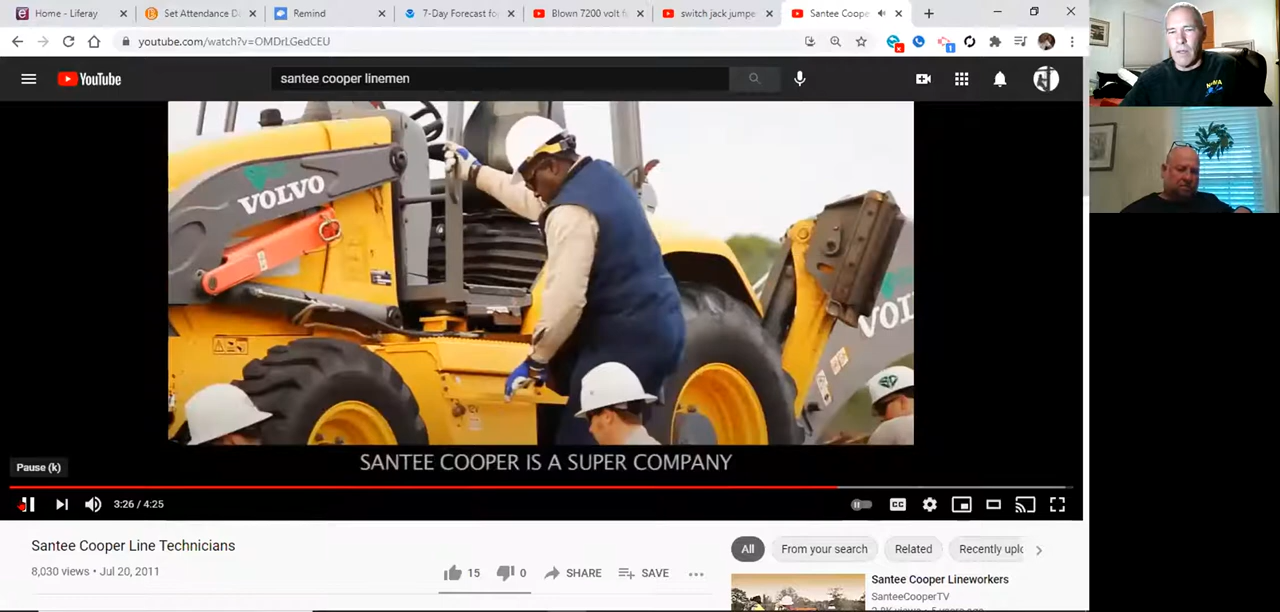 Home - Liferay
Set Attendance D
Remind
7-Day Forecast fo
Blown 7200 volt f
switch jack jumpe
Santee Coope
youtube.com/watch?v=OMDrLGedCEU
1
YouTube
santee cooper linemen
VOLVO
VOLVO
SANTEE COOPER IS A SUPER COMPANY
Pause (k)
3:26 / 4:25
CC
Santee Cooper Line Technicians
8,030 views • Jul 20, 2011
15
0
SHARE
SAVE
All
From your search
Related
Recently uplo
Santee Cooper Lineworkers
SanteeCooperTV